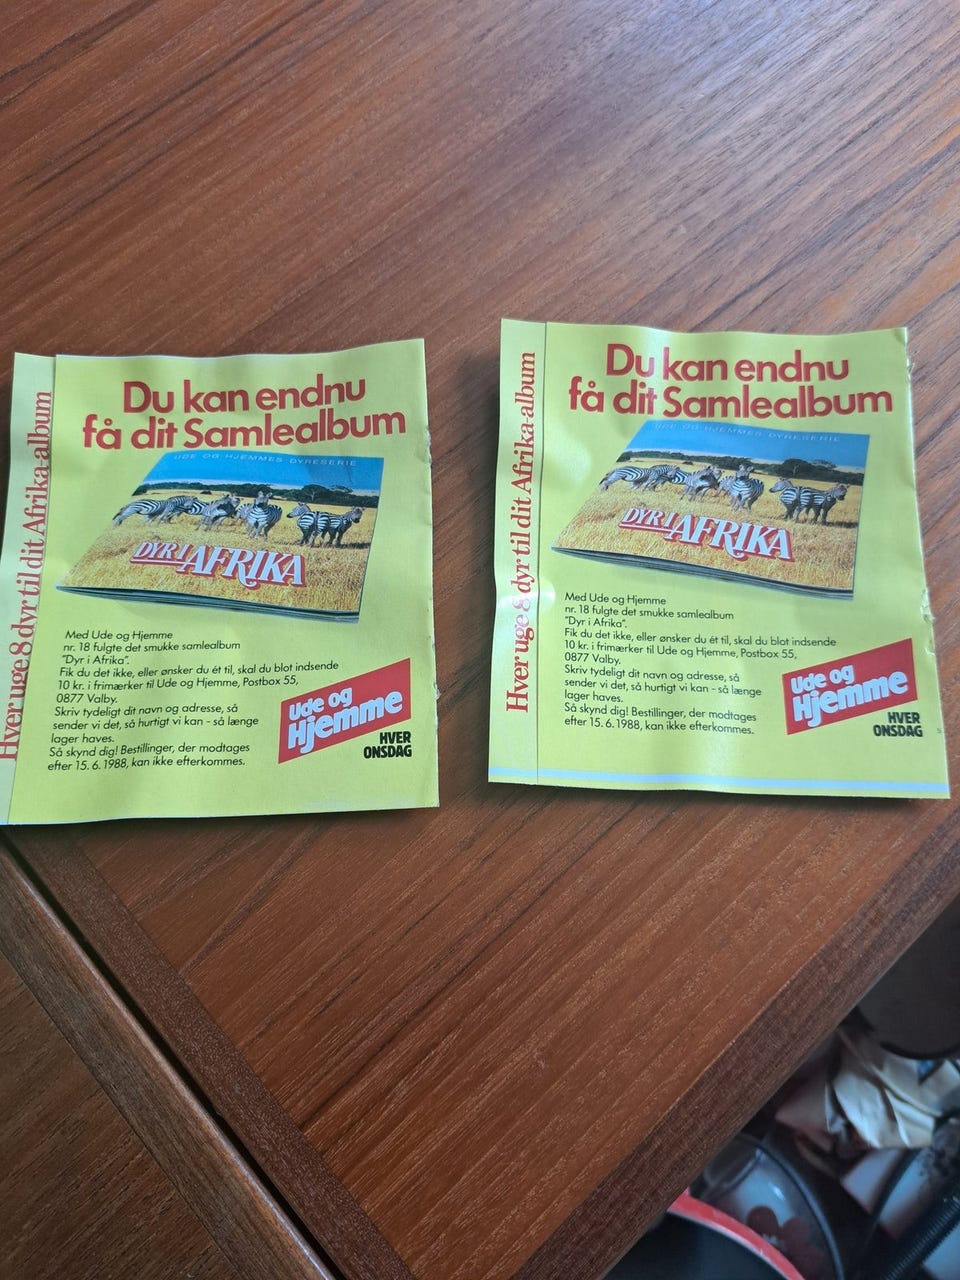 Hver uge 8 dyr til dit Afrika-album
Du kan endnu
få dit Samlealbum
UDE OG HJEMMES DYRESERIE
DYR I AFRIKA
Med Ude og Hjemme
nr. 18 fulgte det smukke samlealbum
"Dyr i Afrika".
Fik du det ikke, eller ønsker du ét til, skal du blot indsende
10 kr. i frimærker til Ude og Hjemme, Postbox 55,
0877 Valby.
Skriv tydeligt dit navn og adresse, så
sender vi det, så hurtigt vi kan - så længe
lager haves.
Så skynd dig! Bestillinger, der modtages
efter 15.6.1988, kan ikke efterkommes.
Ude og
Hjemme
HVER
ONSDAG
Hver uge 8 dyr til dit Afrika-album
Du kan endnu
få dit Samlealbum
UDE OG HJEMMES DYRESERIE
DYR I AFRIKA
Med Ude og Hjemme
nr. 18 fulgte det smukke samlealbum
"Dyr i Afrika".
Fik du det ikke, eller ønsker du ét til, skal du blot indsende
10 kr. i frimærker til Ude og Hjemme, Postbox 55,
0877 Valby.
Skriv tydeligt dit navn og adresse, så
sender vi det, så hurtigt vi kan - så længe
lager haves.
Så skynd dig! Bestillinger, der modtages
efter 15.6.1988, kan ikke efterkommes.
Ude og
Hjemme
HVER
ONSDAG